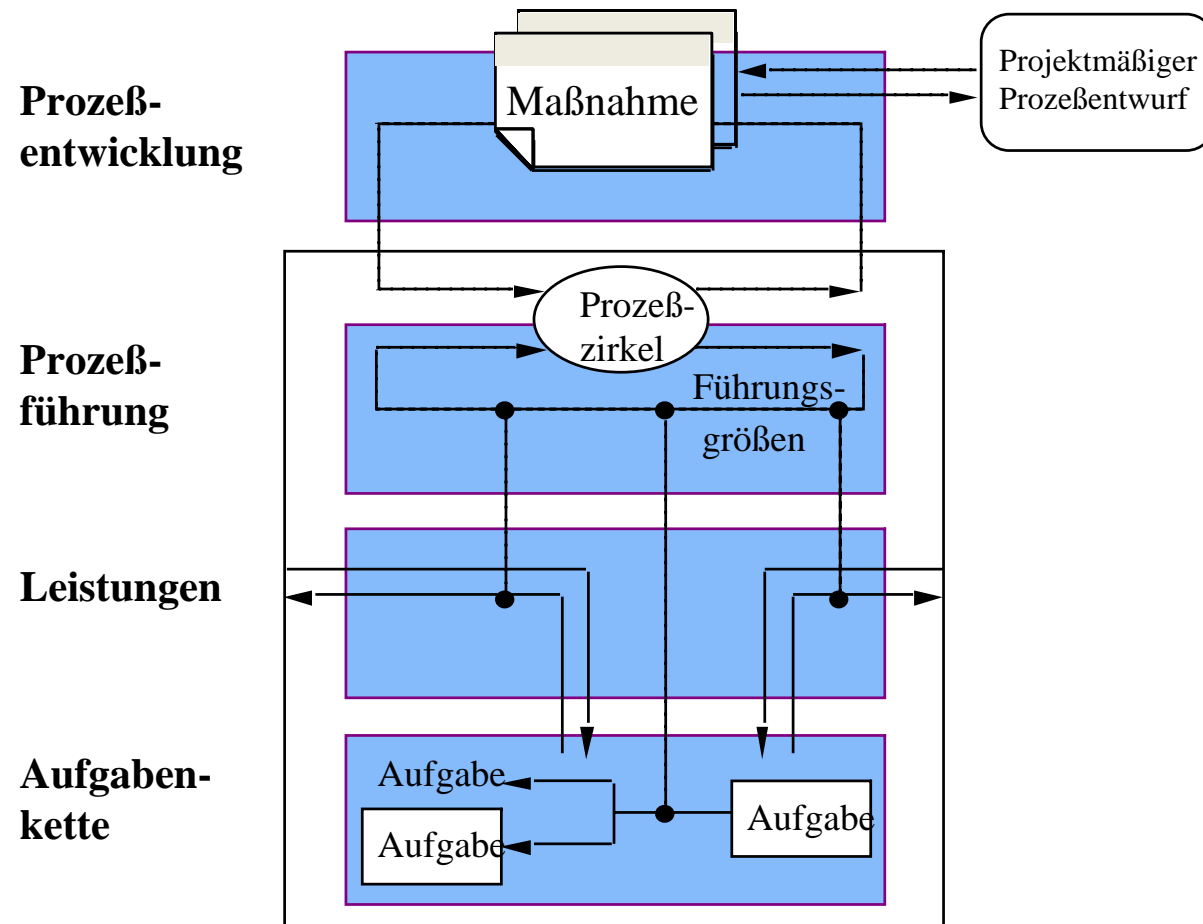 Prozeß-
entwicklung
Maßnahme
Projektmäßiger
Prozeßentwurf
Prozeß-
führung
Prozeß-
zirkel
Führungs-
größen
Leistungen
Aufgaben-
kette
Aufgabe
Aufgabe
Aufgabe